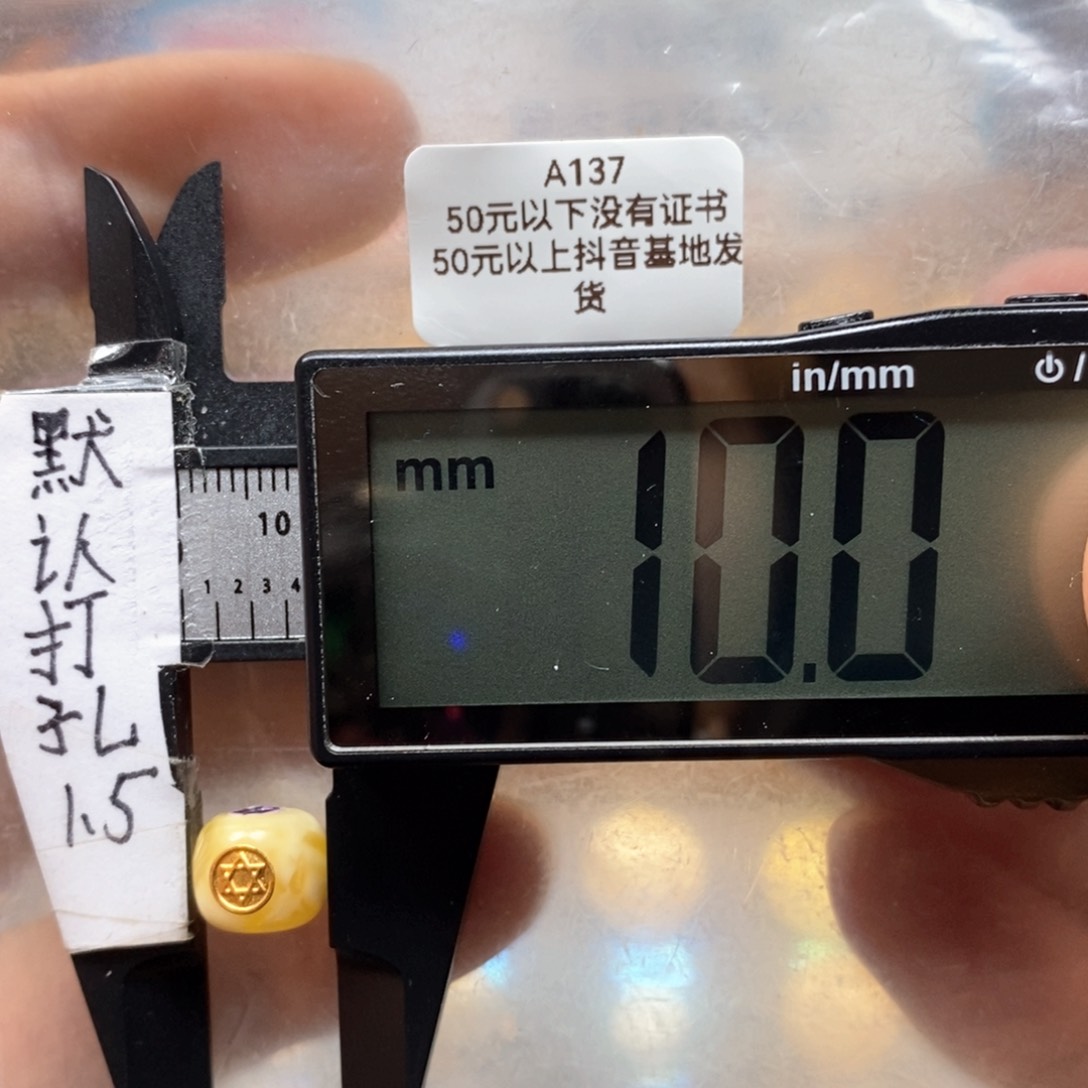 A137
50元以下没有证书
50元以上抖音基地发
货
in/mm
mm
10.0
10
1 2 3 4
默
认
打
孔
1.5